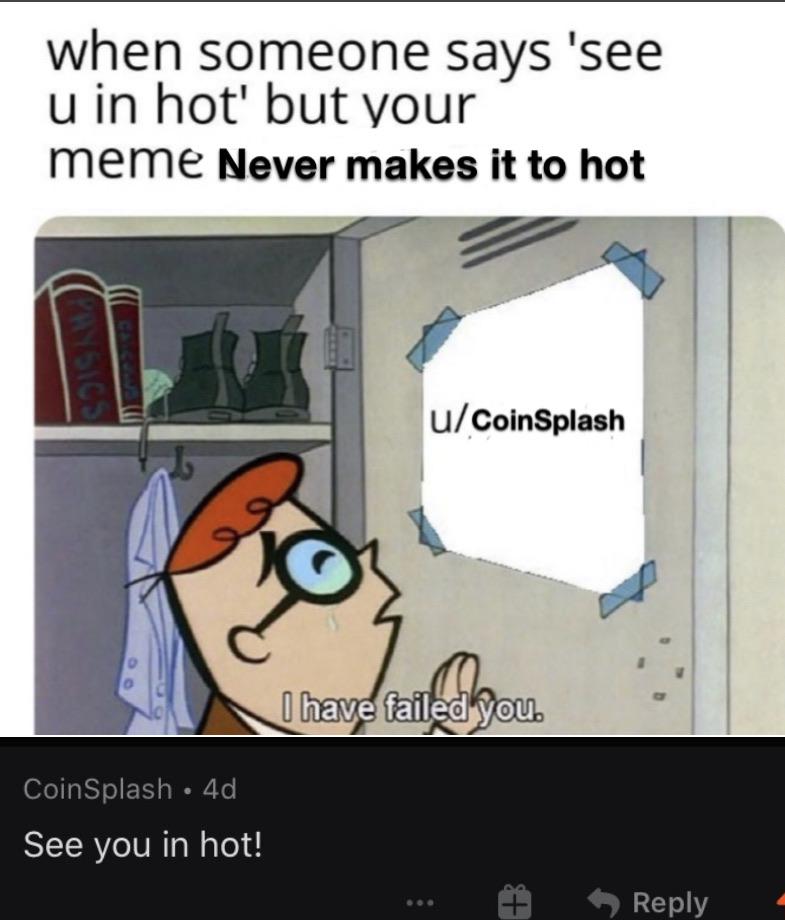 when someone says 'see
u in hot' but your
meme Never makes it to hot
PHYSICS
u/CoinSplash
I have failed you.
CoinSplash • 4d
See you in hot!
Reply